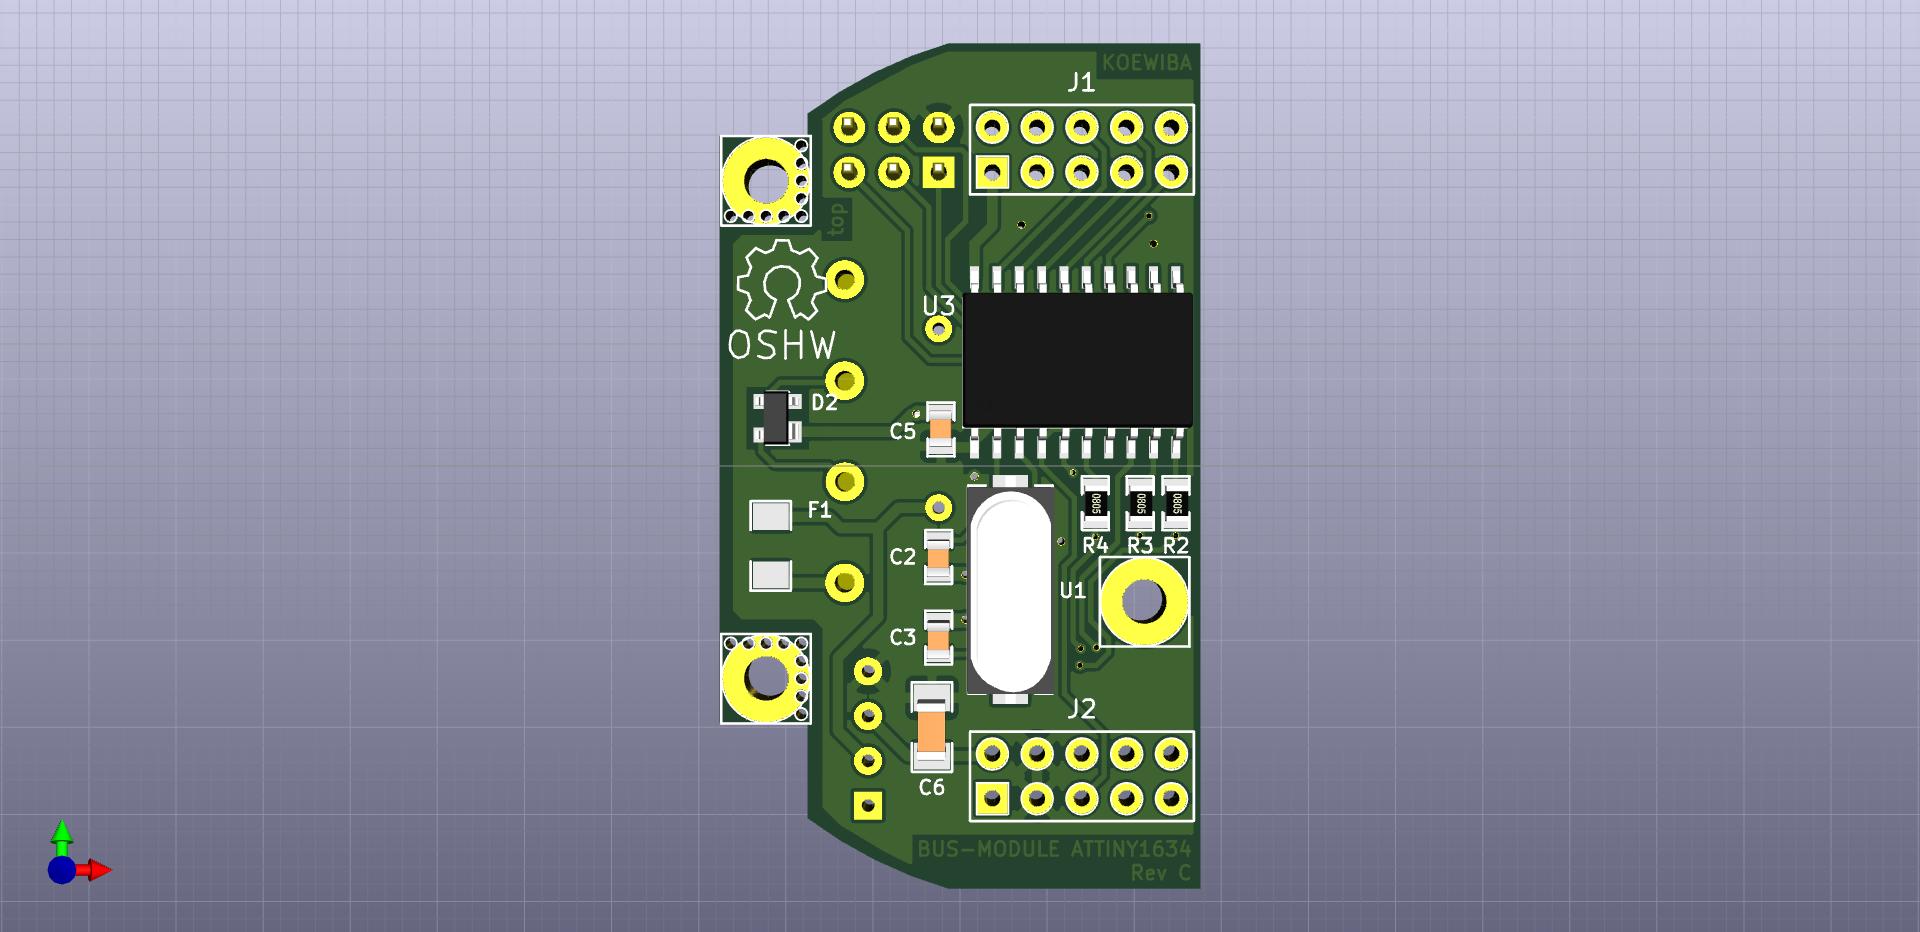 KOEWIBA
J1
top
U3
OSHW
D2
C5
F1
0805
0805
0805
R4
R3
R2
C2
U1
C3
J2
C6
BUS-MODULE ATTINY1634
Rev C